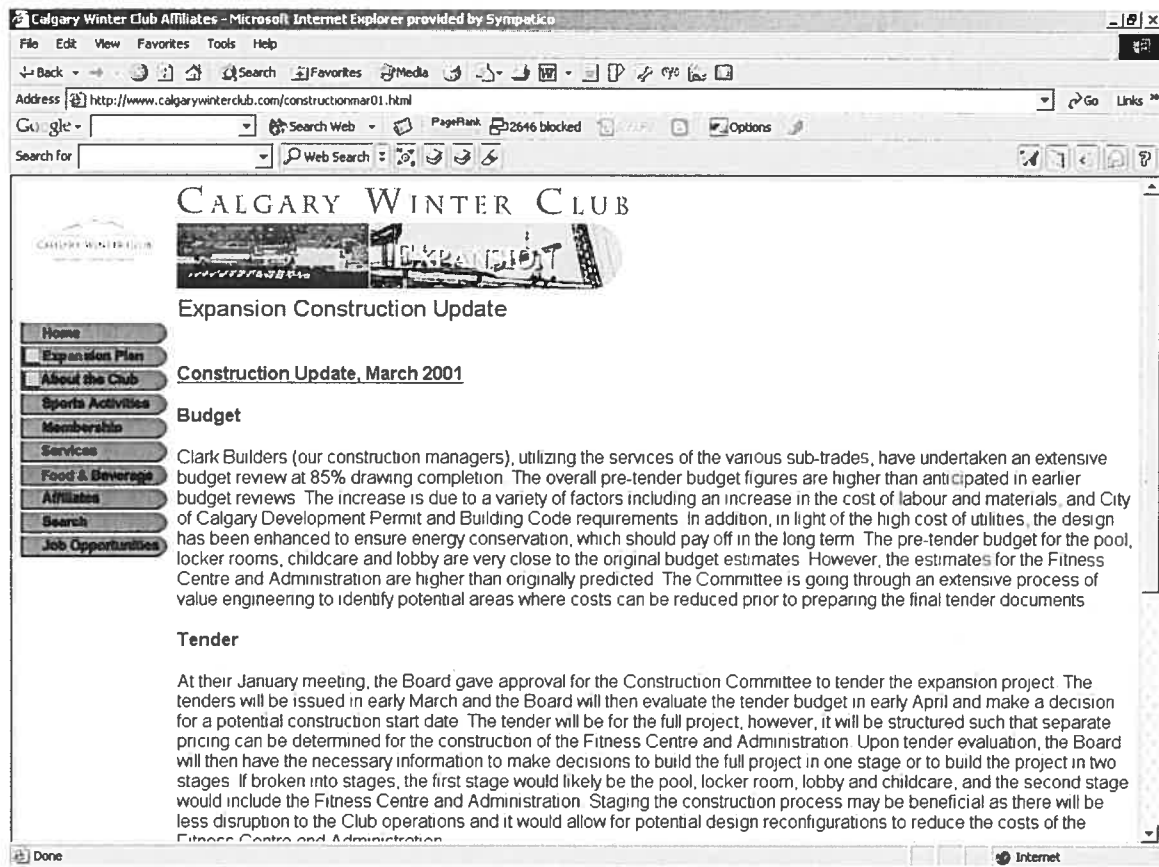 Calgary Winter Club Affiliates - Microsoft Internet Explorer provided by Sympatico
File Edit View Favorites Tools Help
Back Search Favorites Media
Address http://www.calgarywinterclub.com/constructionmar01.html Go Links »
Google Search Web PageRank 2646 blocked Options
Search for Web Search
CALGARY WINTER CLUB
CALGARY WINTER CLUB
EXPANSION
Expansion Construction Update
Home
Expansion Plan
About the Club
Sports Activities
Membership
Services
Food & Beverage
Affiliates
Search
Job Opportunities
Construction Update, March 2001
Budget
Clark Builders (our construction managers), utilizing the services of the various sub-trades, have undertaken an extensive
budget review at 85% drawing completion. The overall pre-tender budget figures are higher than anticipated in earlier
budget reviews. The increase is due to a variety of factors including an increase in the cost of labour and materials, and City
of Calgary Development Permit and Building Code requirements. In addition, in light of the high cost of utilities, the design
has been enhanced to ensure energy conservation, which should pay off in the long term. The pre-tender budget for the pool,
locker rooms, childcare and lobby are very close to the original budget estimates. However, the estimates for the Fitness
Centre and Administration are higher than originally predicted. The Committee is going through an extensive process of
value engineering to identify potential areas where costs can be reduced prior to preparing the final tender documents.
Tender
At their January meeting, the Board gave approval for the Construction Committee to tender the expansion project. The
tenders will be issued in early March and the Board will then evaluate the tender budget in early April and make a decision
for a potential construction start date. The tender will be for the full project, however, it will be structured such that separate
pricing can be determined for the construction of the Fitness Centre and Administration. Upon tender evaluation, the Board
will then have the necessary information to make decisions to build the full project in one stage or to build the project in two
stages. If broken into stages, the first stage would likely be the pool, locker room, lobby and childcare, and the second stage
would include the Fitness Centre and Administration. Staging the construction process may be beneficial as there will be
less disruption to the Club operations and it would allow for potential design reconfigurations to reduce the costs of the
Fitness Centre and Administration
Done Internet